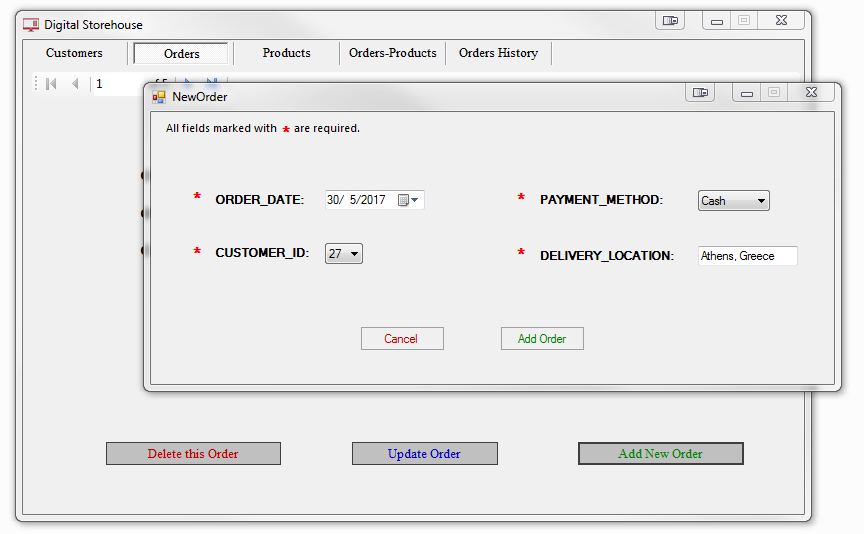 Digital Storehouse
Customers Orders Products Orders-Products Orders History
1
NewOrder
All fields marked with * are required.
* ORDER_DATE: 30/ 5/2017 * PAYMENT_METHOD: Cash
* CUSTOMER_ID: 27 * DELIVERY_LOCATION: Athens, Greece
Cancel Add Order
Delete this Order Update Order Add New Order